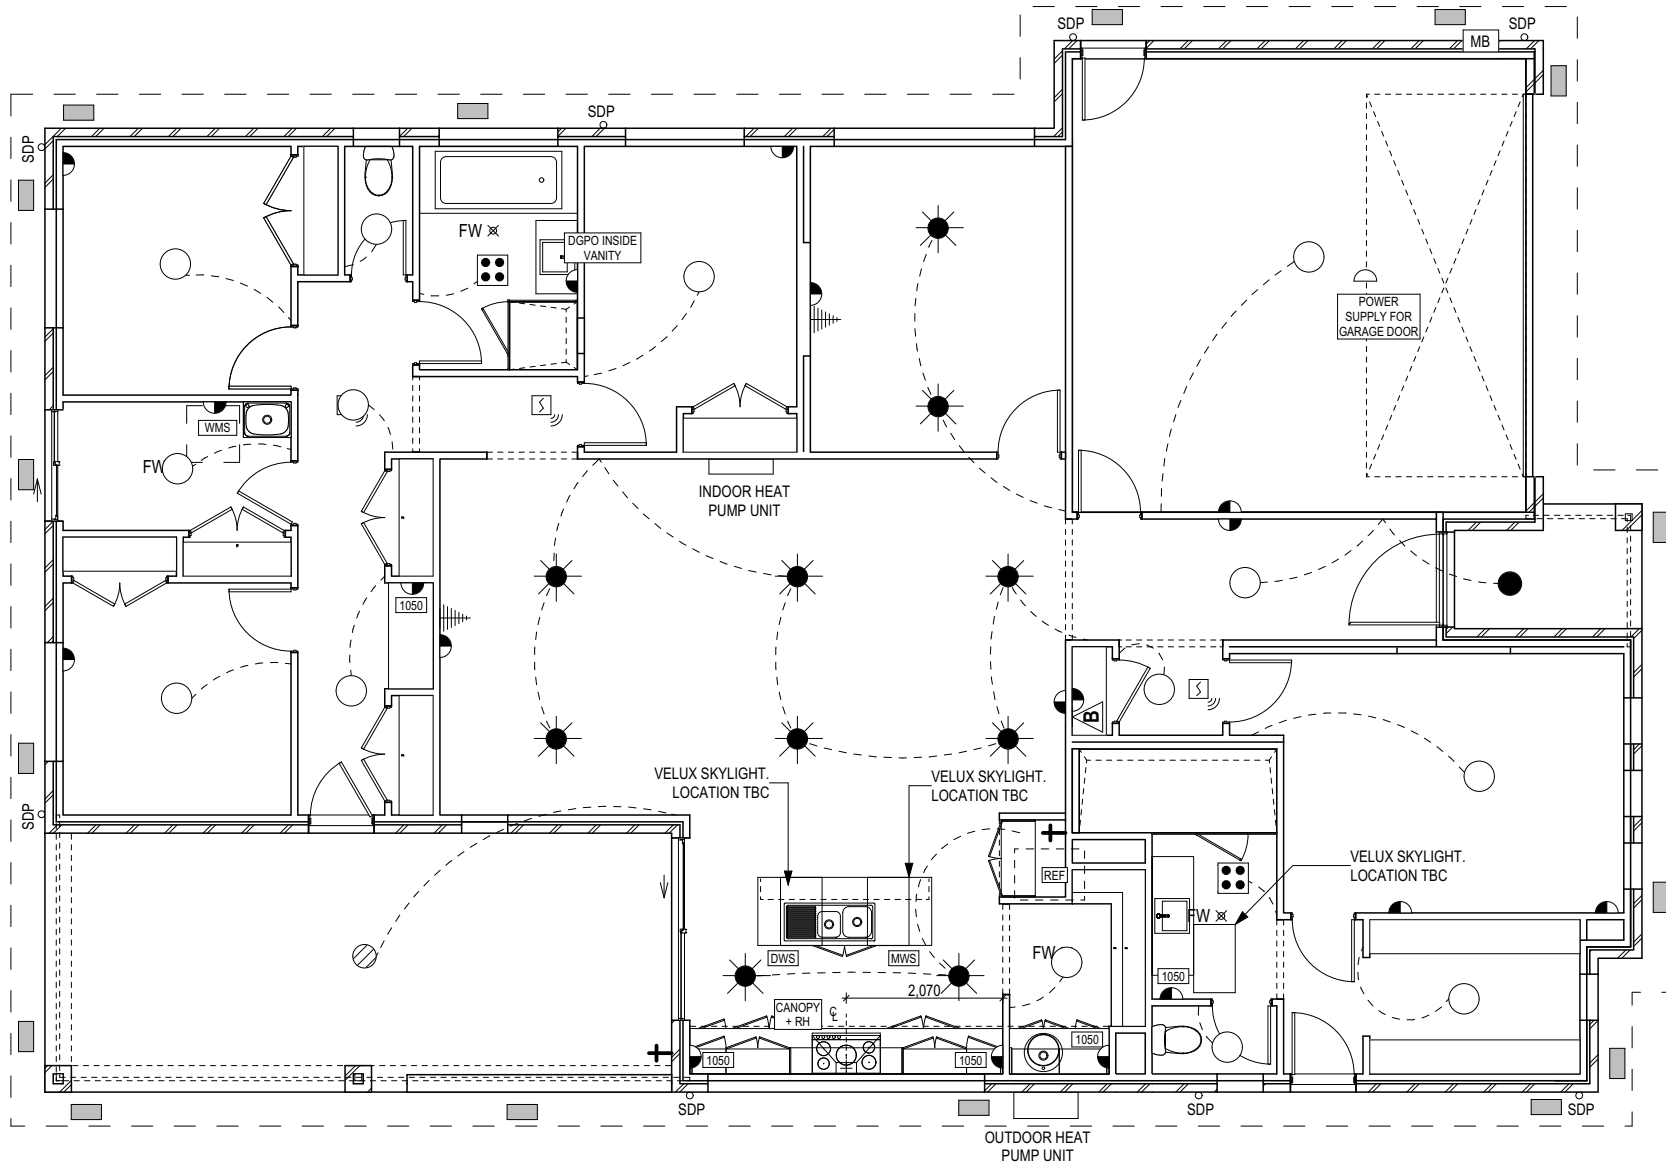 SDP
SDP
MB
SDP
SDP
FW
DGPO INSIDE
VANITY
POWER
SUPPLY FOR
GARAGE DOOR
WMS
FW
INDOOR HEAT
PUMP UNIT
1050
B
VELUX SKYLIGHT.
LOCATION TBC
VELUX SKYLIGHT.
LOCATION TBC
SDP
VELUX SKYLIGHT.
LOCATION TBC
REF
FW
DWS
MWS
FW
1050
2,070
CANOPY
+ RH
℄
1050
1050
1050
SDP
SDP
SDP
OUTDOOR HEAT
PUMP UNIT